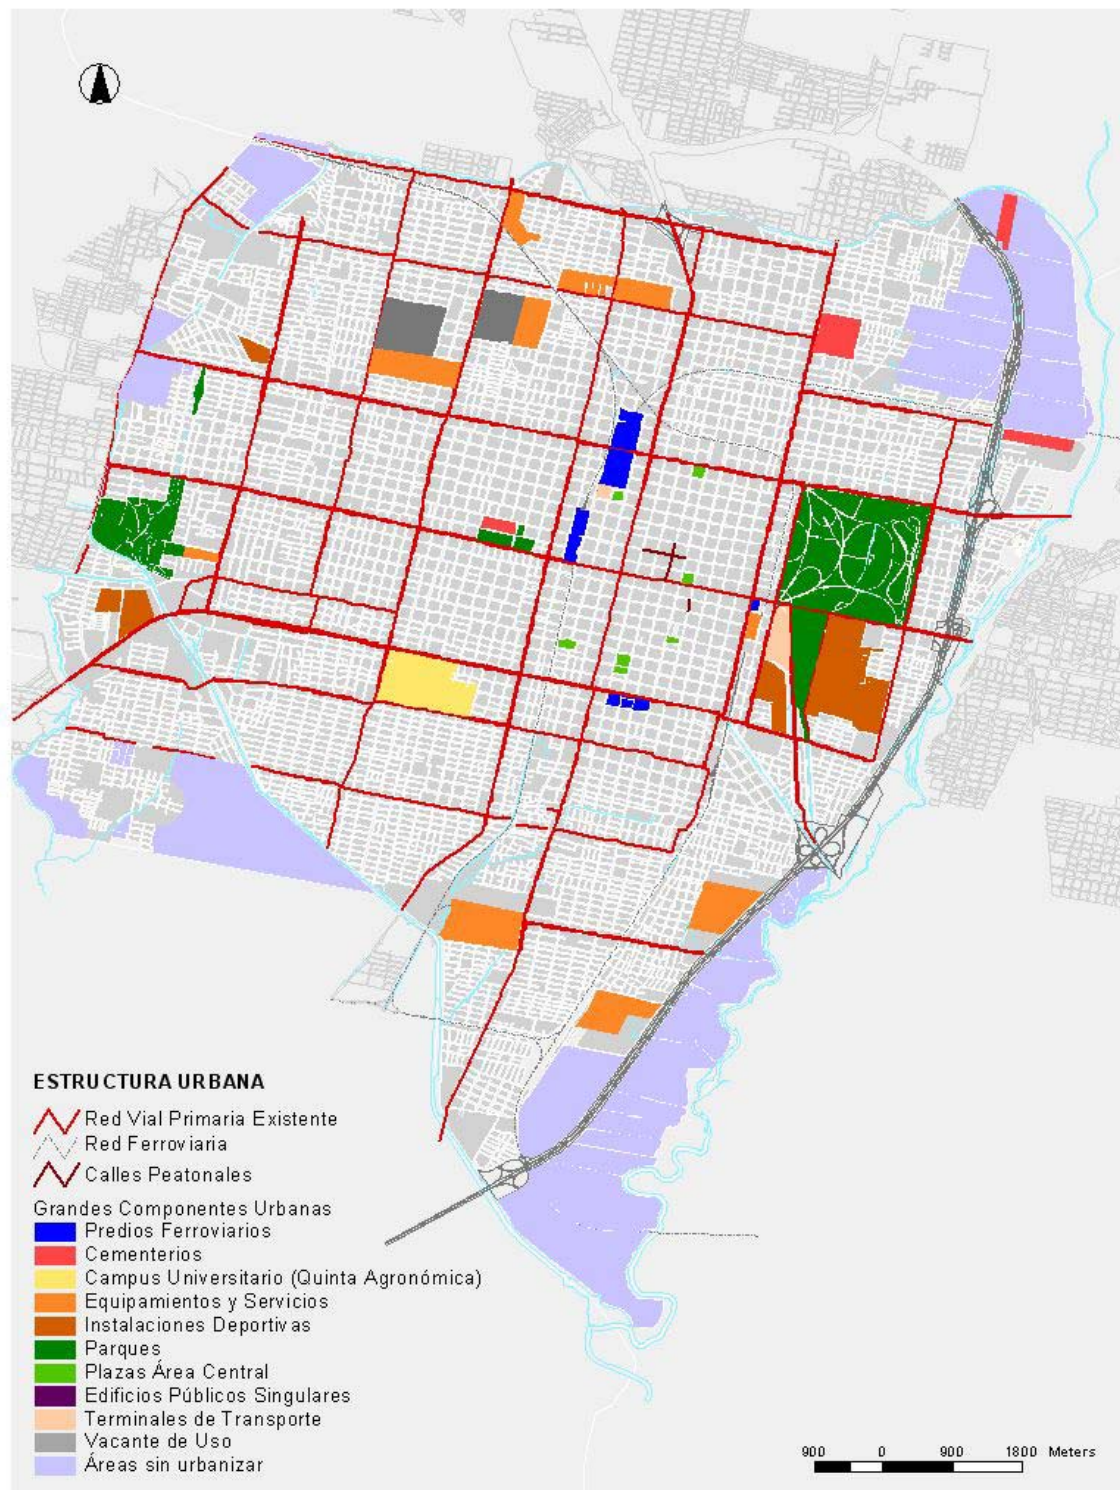 ESTRUCTURA URBANA
Red Vial Primaria Existente
Red Ferroviaria
Calles Peatonales
Grandes Componentes Urbanas
Predios Ferroviarios
Cementerios
Campus Universitario (Quinta Agronómica)
Equipamientos y Servicios
Instalaciones Deportivas
Parques
Plazas Área Central
Edificios Públicos Singulares
Terminales de Transporte
Vacante de Uso
Áreas sin urbanizar
900 0 900 1800 Meters